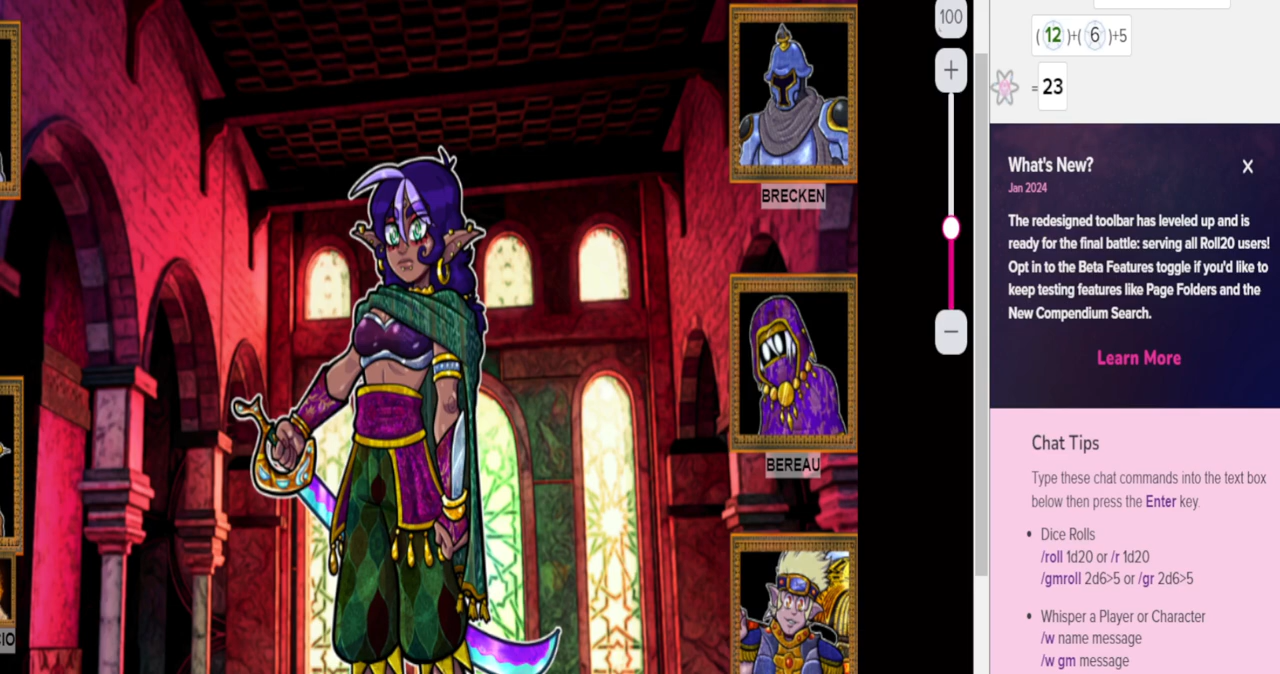 100
(12)+(6)+5
=23
BRECKEN
BEREAU
IO
What's New?
X
Jan 2024
The redesigned toolbar has leveled up and is
ready for the final battle: serving all Roll20 users!
Opt in to the Beta Features toggle if you'd like to
keep testing features like Page Folders and the
New Compendium Search.
Learn More
Chat Tips
Type these chat commands into the text box
below then press the Enter key.
• Dice Rolls
/roll 1d20 or /r 1d20
/gmroll 2d6>5 or /gr 2d6>5
• Whisper a Player or Character
/w name message
/w gm message